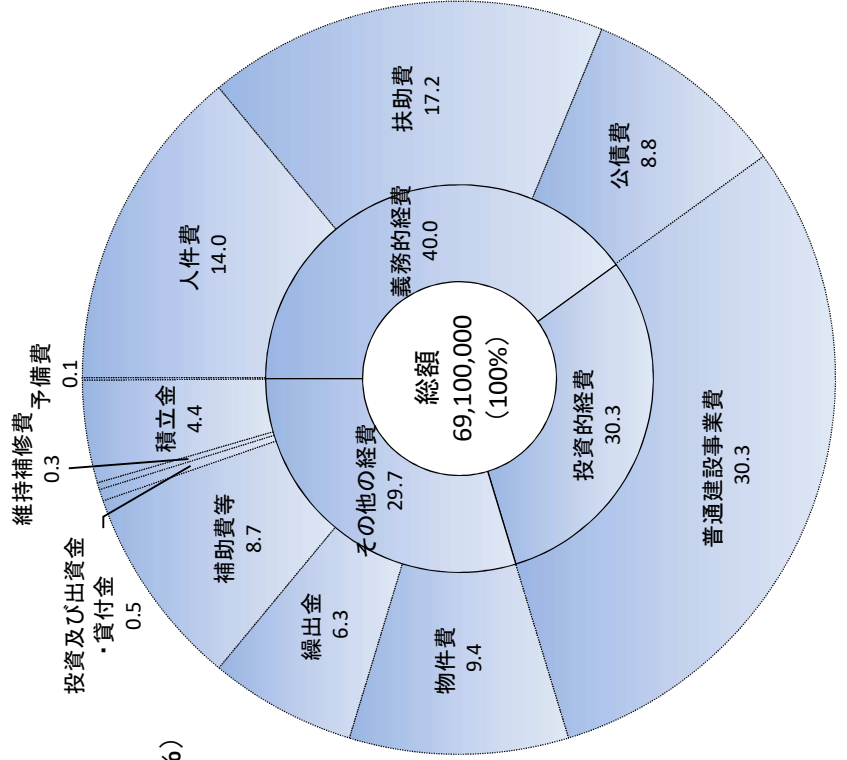 総額
69,100,000
(100%)
義務的経費
40.0
投資的経費
30.3
その他の経費
29.7
人件費
14.0
扶助費
17.2
公債費
8.8
普通建設事業費
30.3
物件費
9.4
繰出金
6.3
補助費等
8.7
投資及び出資金
・貸付金
0.5
維持補修費
0.3
積立金
4.4
予備費
0.1
%)